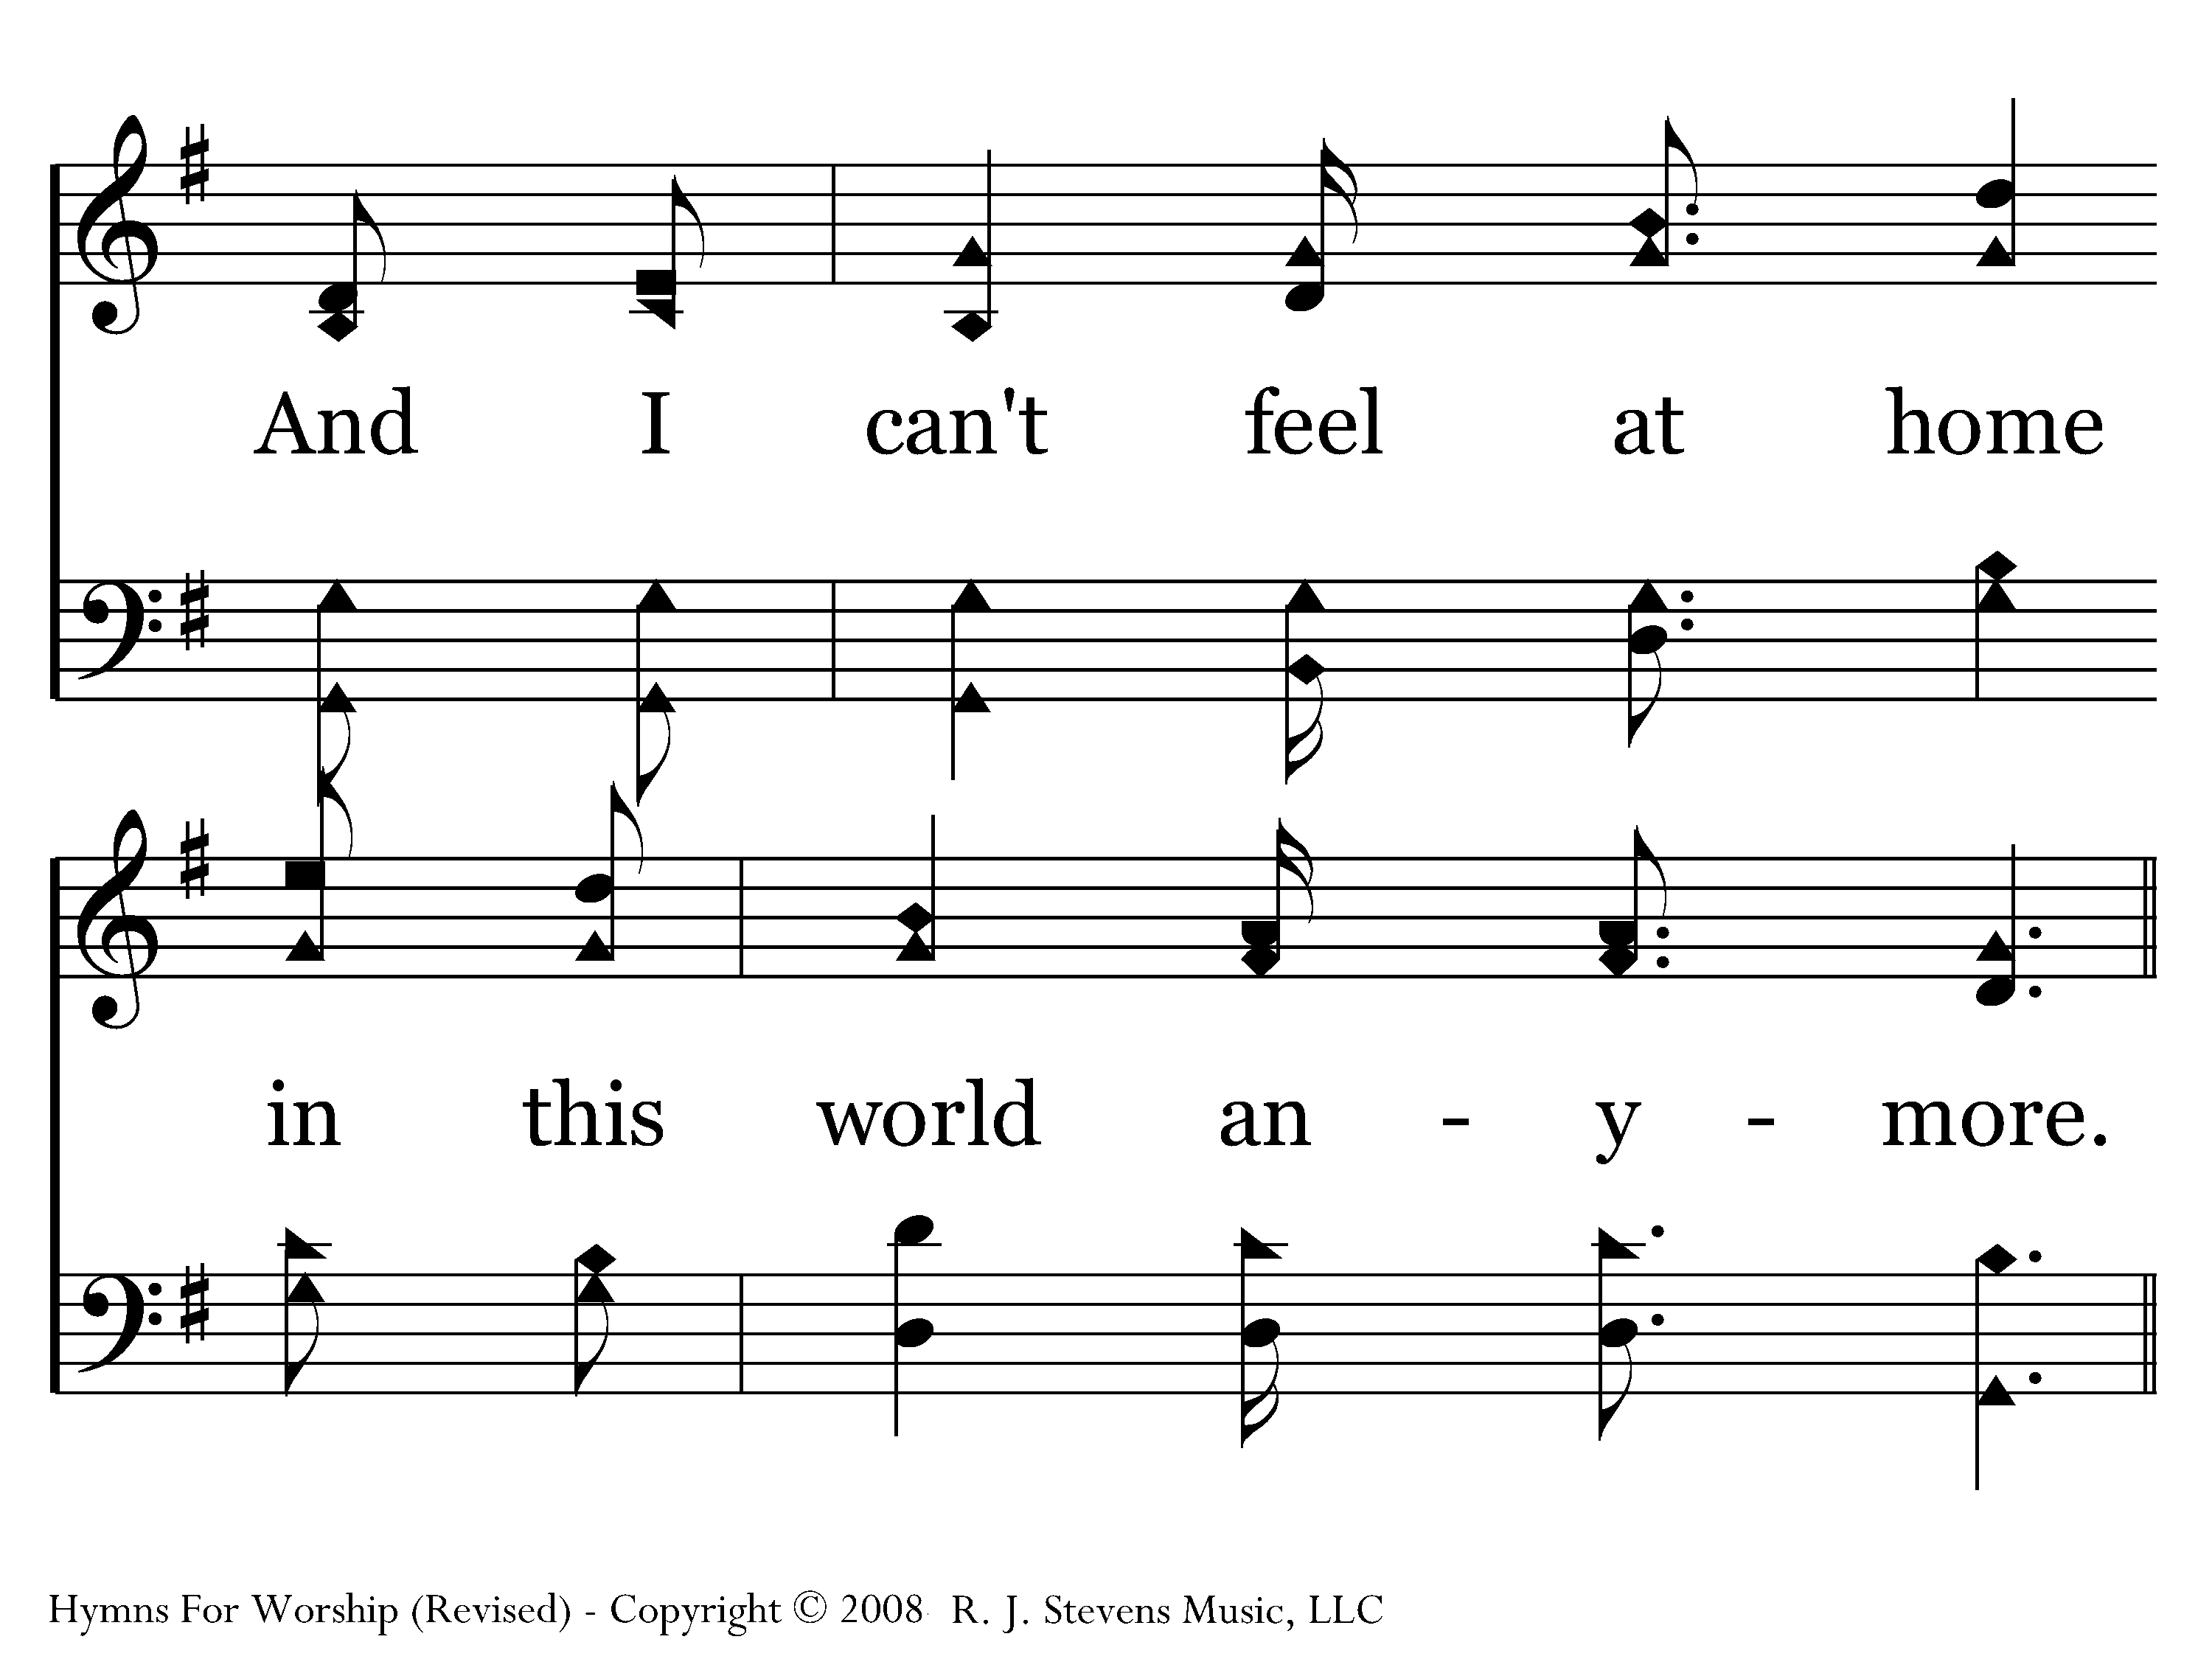 And I can't feel at home
in this world an - y - more.
Hymns For Worship (Revised) - Copyright © 2008 R. J. Stevens Music, LLC